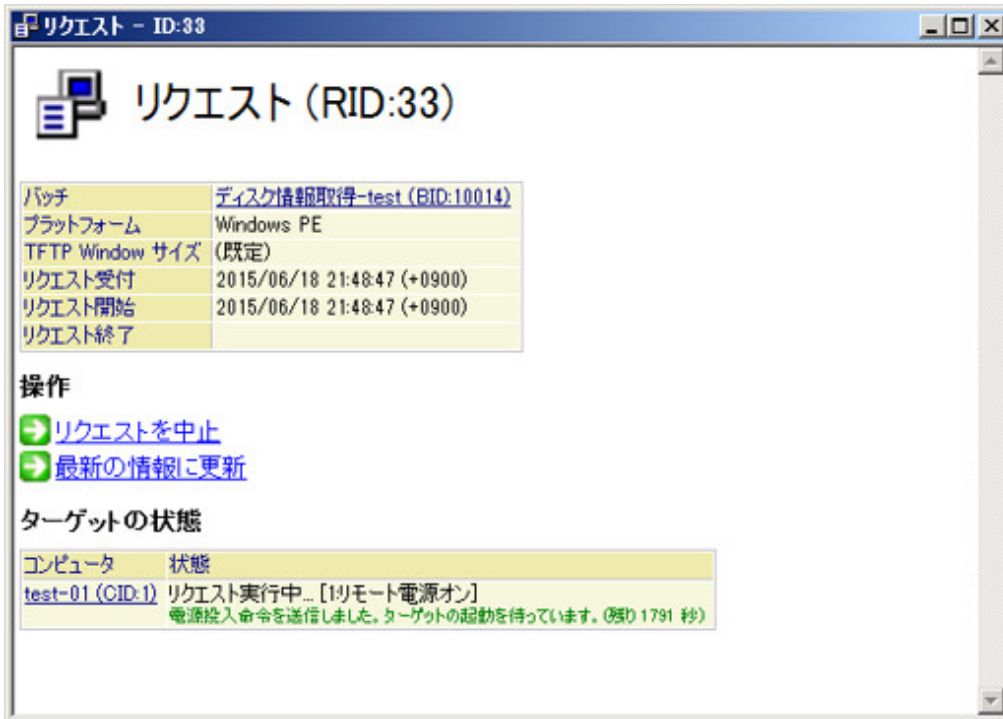 リクエスト - ID:33
リクエスト (RID:33)
バッチ ディスク情報取得-test (BID:10014)
プラットフォーム Windows PE
TFTP Window サイズ (既定)
リクエスト受付 2015/06/18 21:48:47 (+0900)
リクエスト開始 2015/06/18 21:48:47 (+0900)
リクエスト終了
操作
リクエストを中止
最新の情報に更新
ターゲットの状態
コンピュータ 状態
test-01 (CID:1) リクエスト実行中... [1:リモート電源オン]
電源投入命令を送信しました。ターゲットの起動を待っています。(残り 1791 秒)